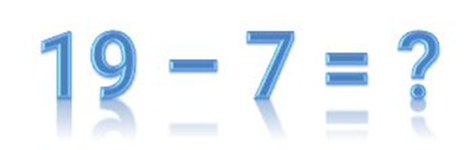 19 − 7 = ?